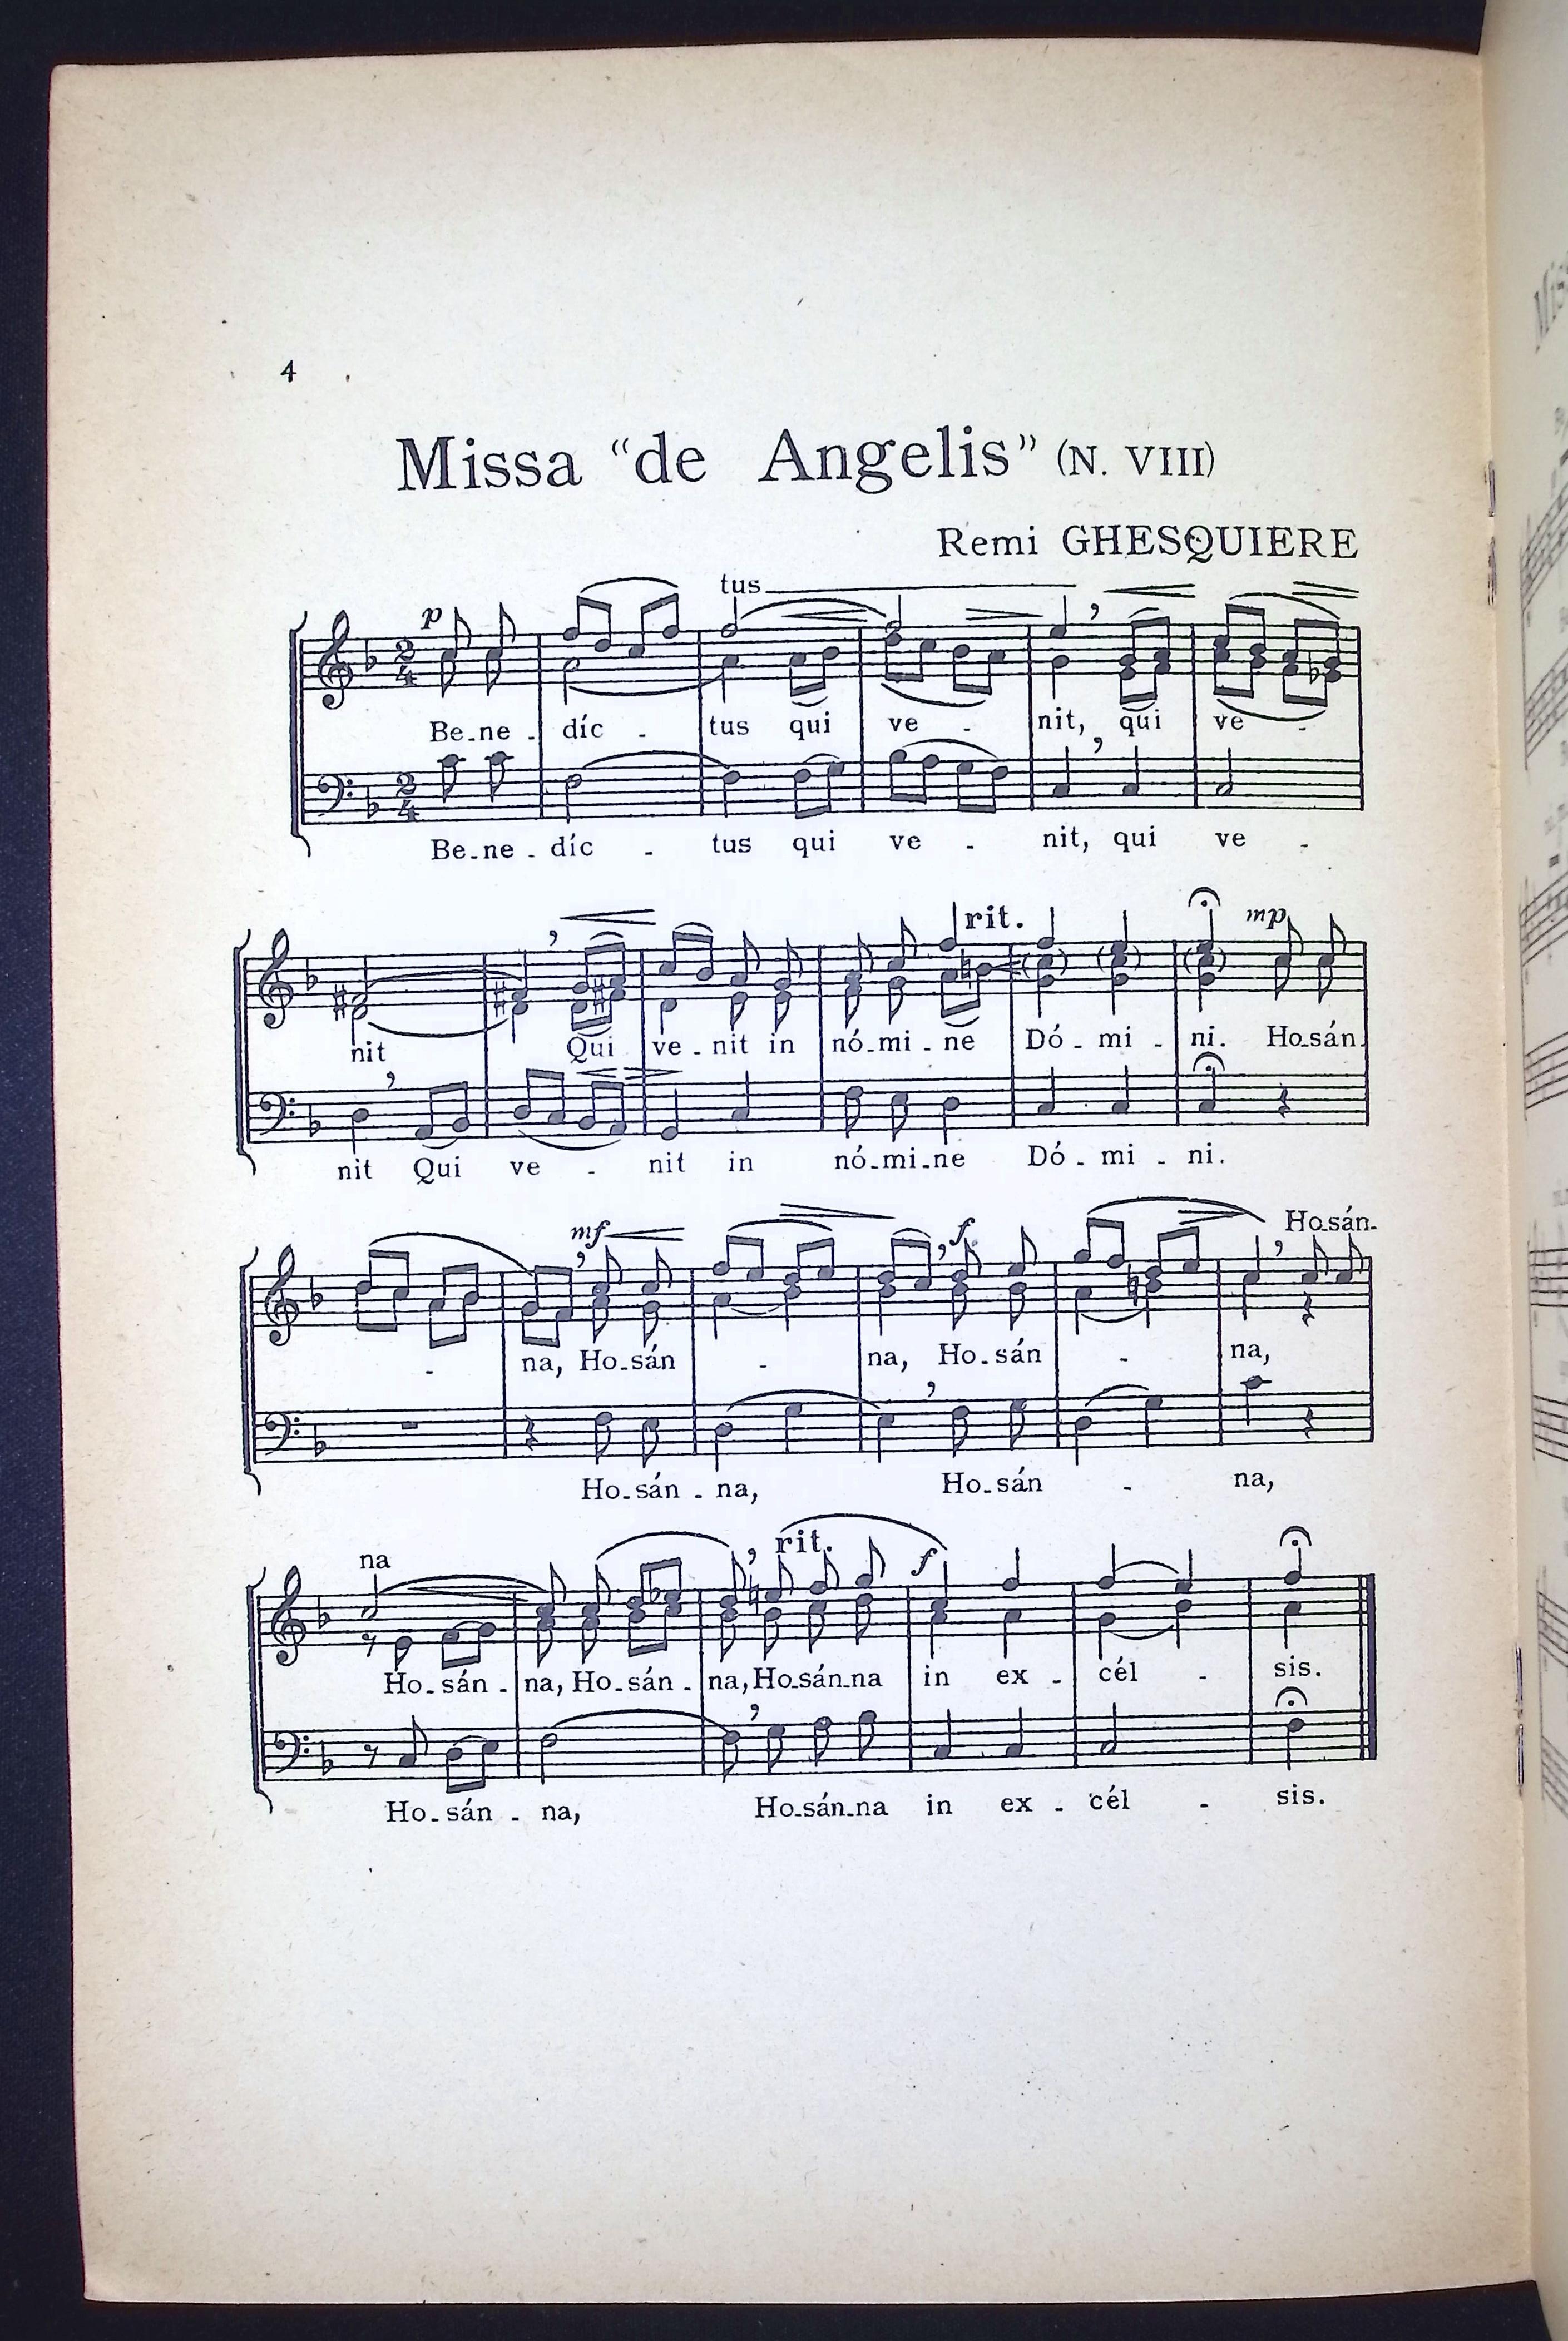 4
Missa “de Angelis” (N. VIII)
Remi GHESQUIERE
tus
p
Be-ne - díc - tus qui ve - nit, qui ve -
Be-ne - díc - tus qui ve - nit, qui ve -
rit. mp
nit Qui ve - nit in nó-mi - ne Dó - mi - ni. Ho-sán-
nit Qui ve - nit in nó-mi-ne Dó - mi - ni.
mf f Ho-sán-
- na, Ho-sán - na, Ho-sán - na,
Ho-sán - na, Ho-sán - na,
na rit. f
Ho-sán - na, Ho-sán - na, Ho-sán-na in ex - cél - sis.
Ho-sán - na, Ho-sán-na in ex - cél - sis.